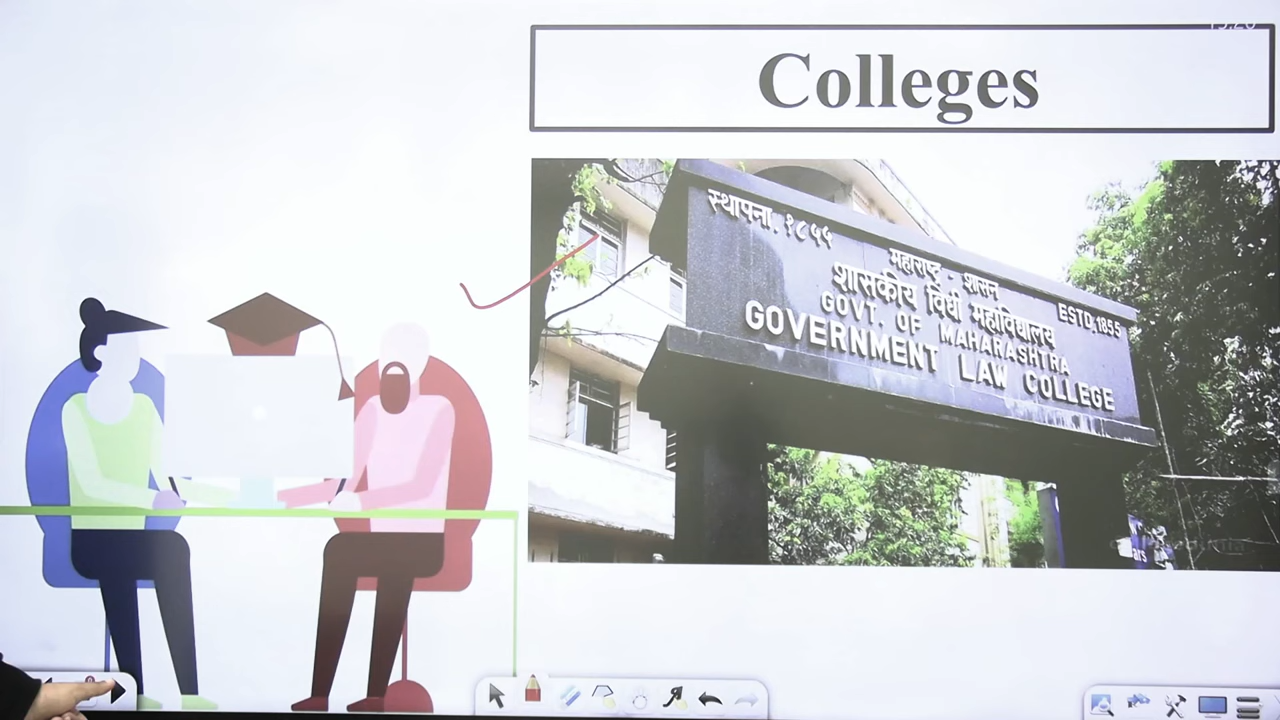 Colleges
स्थापना. १८५५
महाराष्ट्र - शासन
शासकीय विधी महाविद्यालय
ESTD. 1855
GOVT. OF MAHARASHTRA
GOVERNMENT LAW COLLEGE